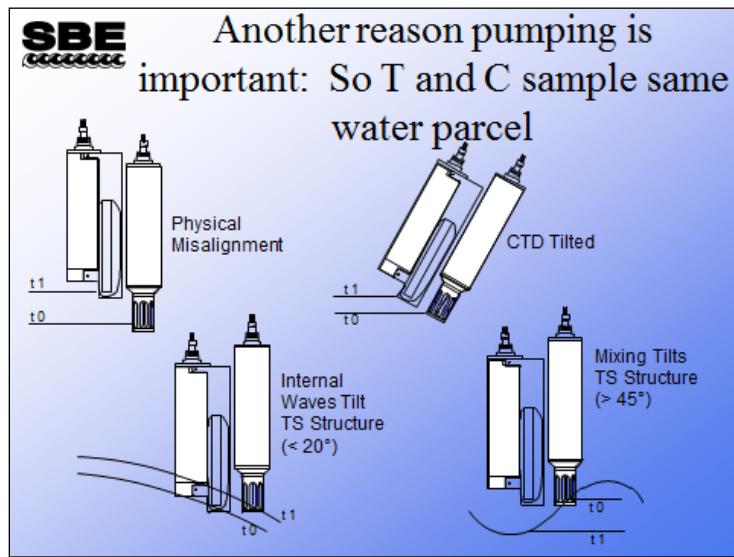 SBE
Another reason pumping is
important: So T and C sample same
water parcel
Physical
Misalignment
t1
t0
CTD Tilted
t1
t0
Internal
Waves Tilt
TS Structure
(< 20°)
t1
t0
Mixing Tilts
TS Structure
(> 45°)
t0
t1